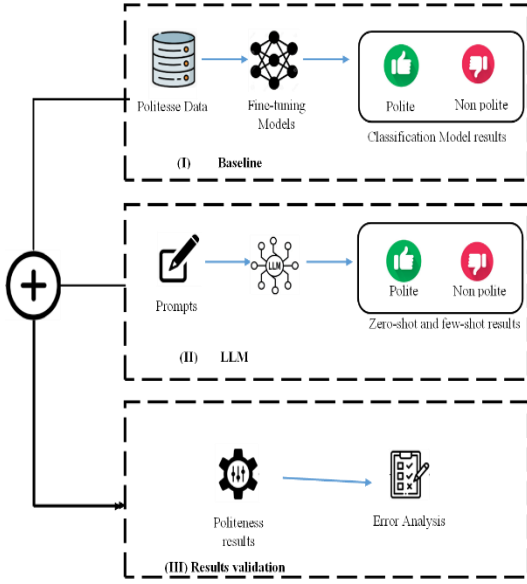 Politesse Data
Fine-tuning
Models
Polite
Non polite
Classification Model results
(I) Baseline
LLM
Prompts
Polite
Non polite
Zero-shot and few-shot results
(II) LLM
Politeness
results
Error Analysis
(III) Results validation